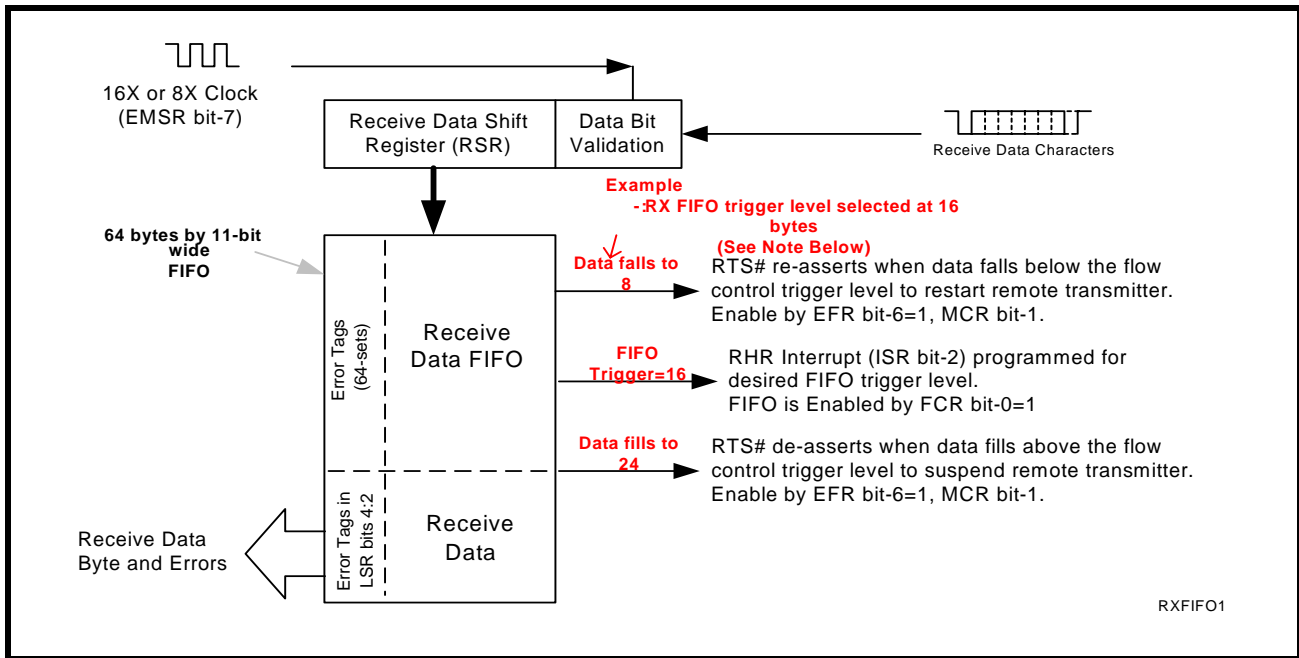 16X or 8X Clock
(EMSR bit-7)
Receive Data Shift
Register (RSR)
Data Bit
Validation
Receive Data Characters
Example
-:RX FIFO trigger level selected at 16
bytes
(See Note Below)
64 bytes by 11-bit
wide
FIFO
Data falls to
8
RTS# re-asserts when data falls below the flow
control trigger level to restart remote transmitter.
Enable by EFR bit-6=1, MCR bit-1.
Error Tags
(64-sets)
Receive
Data FIFO
FIFO
Trigger=16
RHR Interrupt (ISR bit-2) programmed for
desired FIFO trigger level.
FIFO is Enabled by FCR bit-0=1
Data fills to
24
RTS# de-asserts when data fills above the flow
control trigger level to suspend remote transmitter.
Enable by EFR bit-6=1, MCR bit-1.
Receive Data
Byte and Errors
Error Tags in
LSR bits 4:2
Receive
Data
RXFIFO1